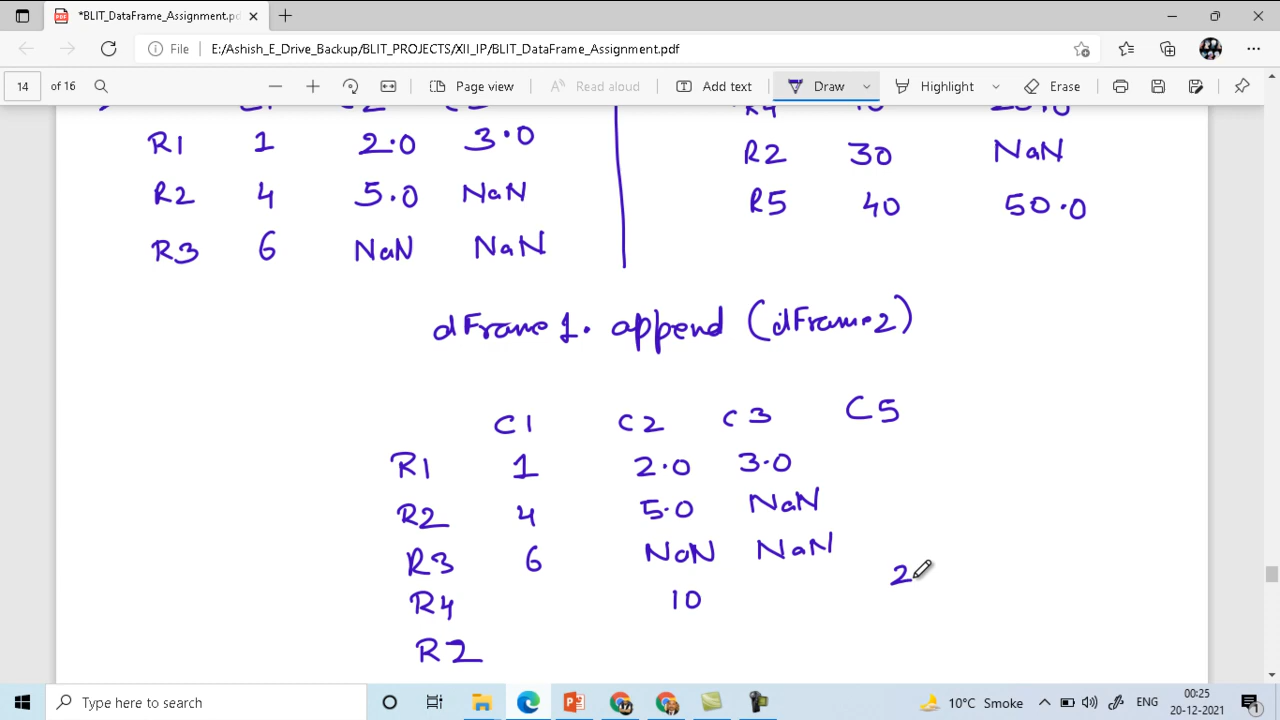 *BLIT_DataFrame_Assignment.pd
File E:/Ashish_E_Drive_Backup/BLIT_PROJECTS/XII_IP/BLIT_DataFrame_Assignment.pdf
14 of 16 Page view Read aloud Add text Draw Highlight Erase
R1 1 2.0 3.0
R2 4 5.0 NaN
R3 6 NaN NaN
R4 10
R2 30 NaN
R5 40 50.0
dFrame1. append (dFrame2)
C1 C2 C3 C5
R1 1 2.0 3.0
R2 4 5.0 NaN
R3 6 NaN NaN
R4 10 2
R2
Type here to search 10°C Smoke ENG 00:25
20-12-2021